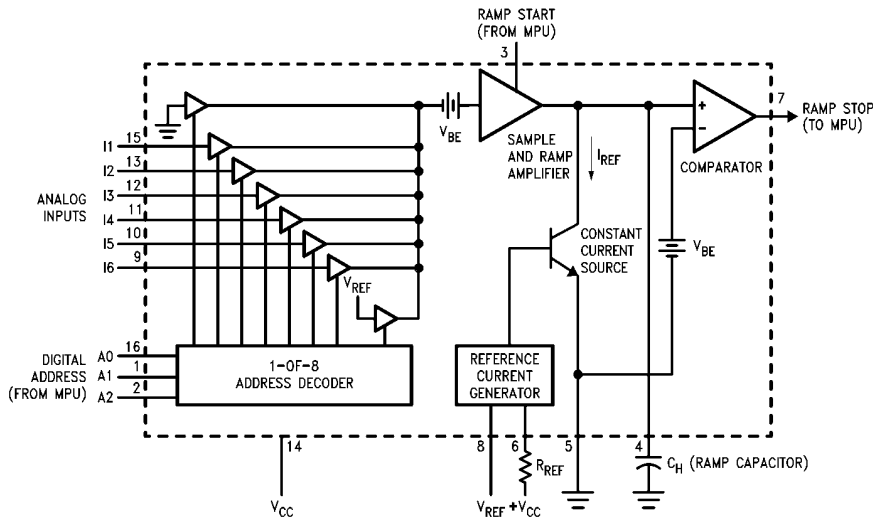 RAMP START
(FROM MPU)
3
7
RAMP STOP
(TO MPU)
V_BE
+
−
SAMPLE
AND RAMP
AMPLIFIER
I_REF
COMPARATOR
ANALOG
INPUTS
I1 15
I2 13
I3 12
I4 11
I5 10
I6 9
V_REF
CONSTANT
CURRENT
SOURCE
V_BE
DIGITAL
ADDRESS
(FROM MPU)
A0 16
A1 1
A2 2
1-OF-8
ADDRESS DECODER
REFERENCE
CURRENT
GENERATOR
14
8
6
5
4
R_REF
C_H (RAMP CAPACITOR)
V_CC
V_REF +V_CC